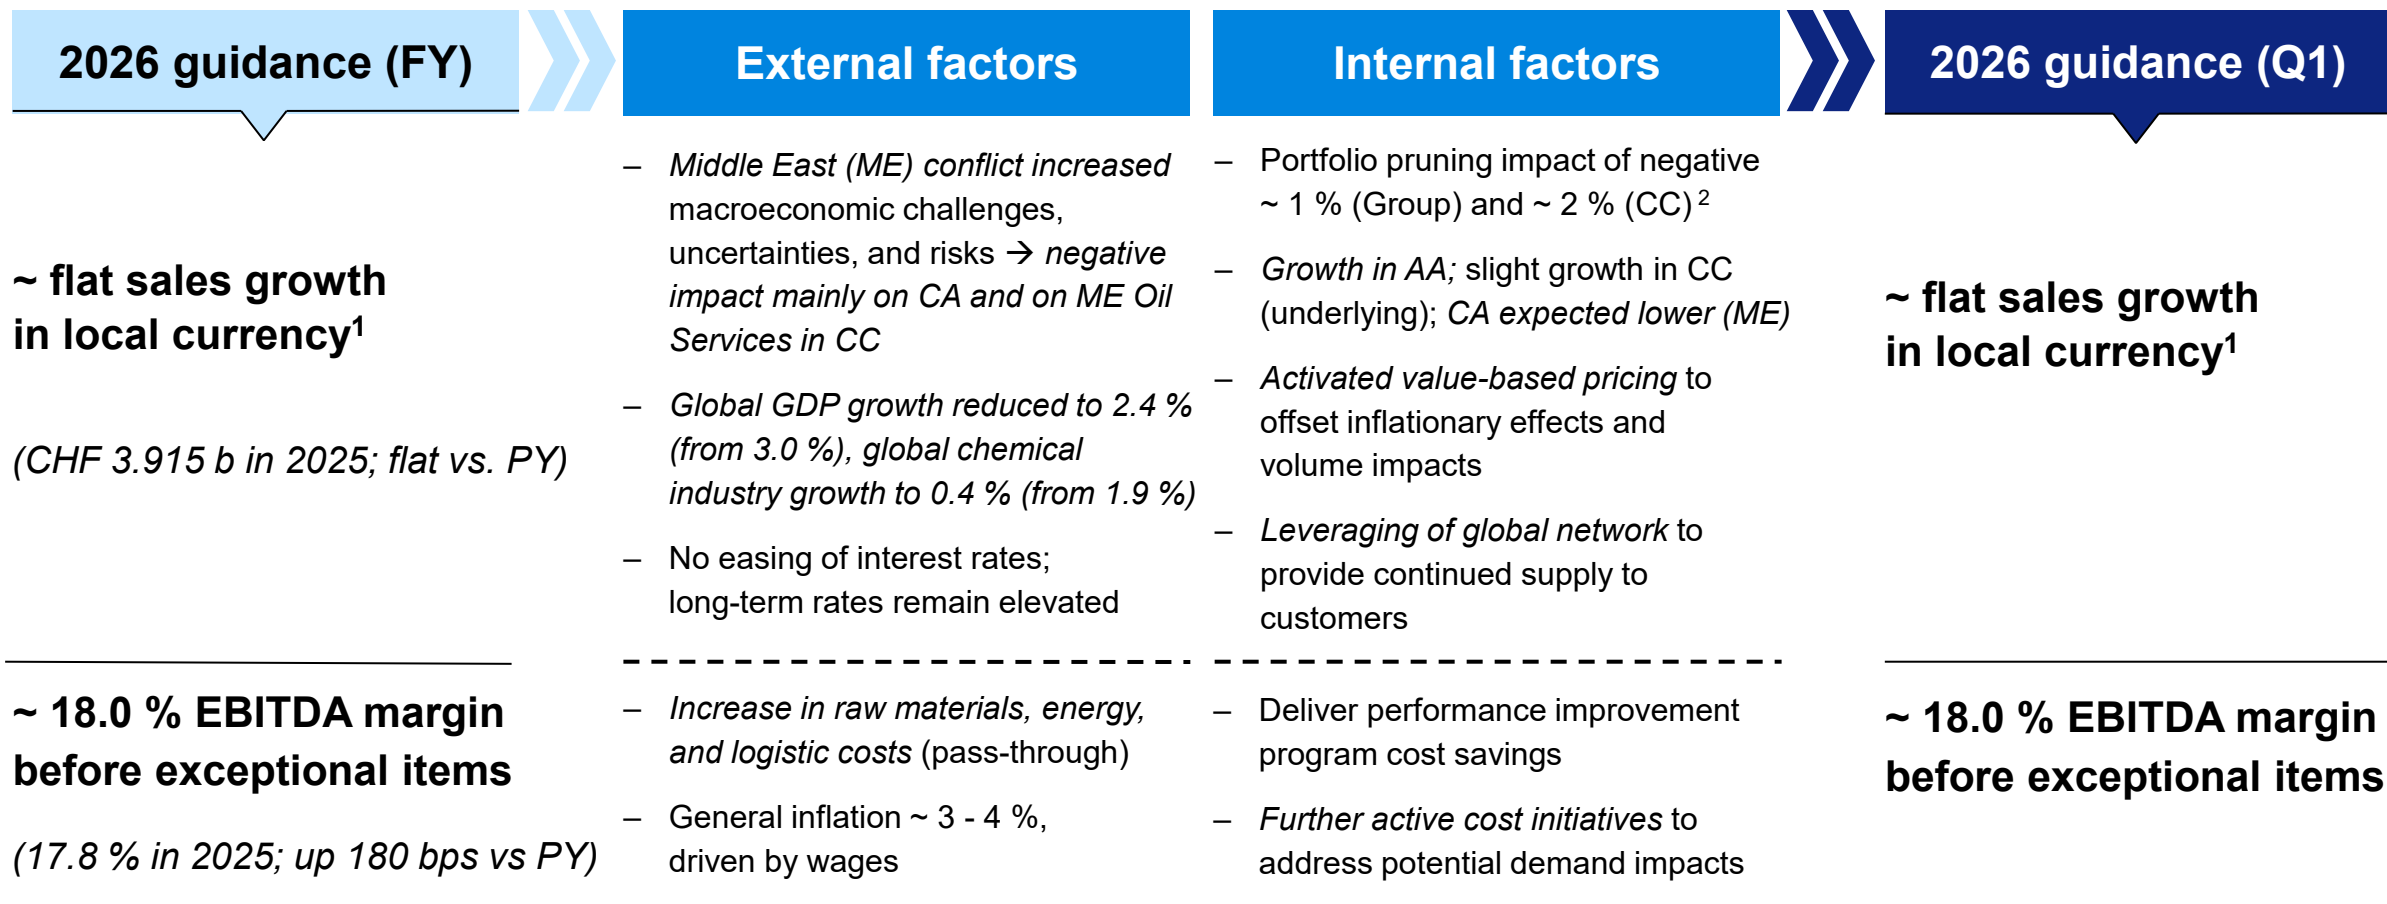 2026 guidance (FY)
~ flat sales growth
in local currency¹
(CHF 3.915 b in 2025; flat vs. PY)
~ 18.0 % EBITDA margin
before exceptional items
(17.8 % in 2025; up 180 bps vs PY)
External factors
– Middle East (ME) conflict increased
macroeconomic challenges,
uncertainties, and risks → negative
impact mainly on CA and on ME Oil
Services in CC
– Global GDP growth reduced to 2.4 %
(from 3.0 %), global chemical
industry growth to 0.4 % (from 1.9 %)
– No easing of interest rates;
long-term rates remain elevated
– Increase in raw materials, energy,
and logistic costs (pass-through)
– General inflation ~ 3 - 4 %,
driven by wages
Internal factors
– Portfolio pruning impact of negative
~ 1 % (Group) and ~ 2 % (CC) ²
– Growth in AA; slight growth in CC
(underlying); CA expected lower (ME)
– Activated value-based pricing to
offset inflationary effects and
volume impacts
– Leveraging of global network to
provide continued supply to
customers
– Deliver performance improvement
program cost savings
– Further active cost initiatives to
address potential demand impacts
2026 guidance (Q1)
~ flat sales growth
in local currency¹
~ 18.0 % EBITDA margin
before exceptional items